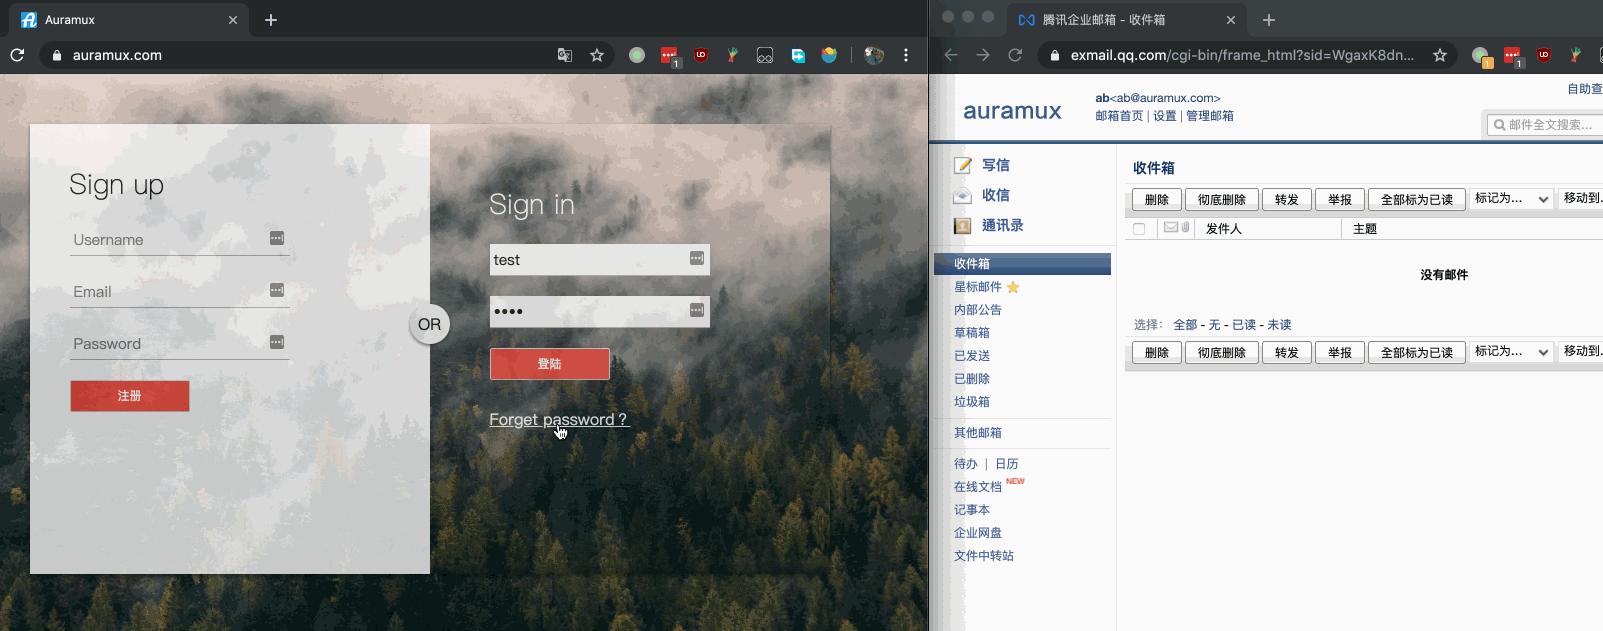 Auramux
auramux.com
1
Sign up
Username
Email
Password
注册
OR
Sign in
test
登陆
Forget password ?
腾讯企业邮箱 - 收件箱
exmail.qq.com/cgi-bin/frame_html?sid=WgaxK8dn...
1
1
auramux
ab<ab@auramux.com>
邮箱首页 | 设置 | 管理邮箱
自助查
邮件全文搜索...
写信
收信
通讯录
收件箱
星标邮件
内部公告
草稿箱
已发送
已删除
垃圾箱
其他邮箱
待办 | 日历
在线文档 NEW
记事本
企业网盘
文件中转站
收件箱
删除 彻底删除 转发 举报 全部标为已读 标记为... 移动到..
发件人 主题
没有邮件
选择： 全部 - 无 - 已读 - 未读
删除 彻底删除 转发 举报 全部标为已读 标记为... 移动到..